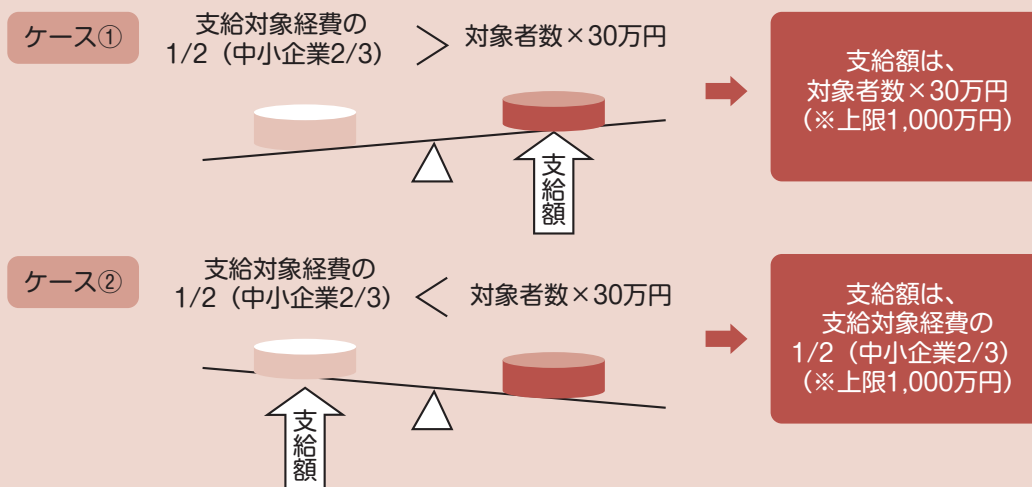 ケース①
支給対象経費の
1/2（中小企業2/3）
＞
対象者数×30万円
支給額は、
対象者数×30万円
（※上限1,000万円）
支給額
ケース②
支給対象経費の
1/2（中小企業2/3）
＜
対象者数×30万円
支給額は、
支給対象経費の
1/2（中小企業2/3）
（※上限1,000万円）
支給額